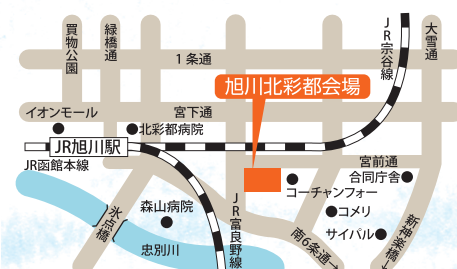 買物公園
緑橋通
1条通
JR宗谷線
大雪通
旭川北彩都会場
イオンモール
宮下通
北彩都病院
JR旭川駅
JR函館本線
宮前通
合同庁舎
コーチャンフォー
氷点橋
森山病院
忠別川
JR富良野線
コメリ
サイパル
南6条通
新神楽橋